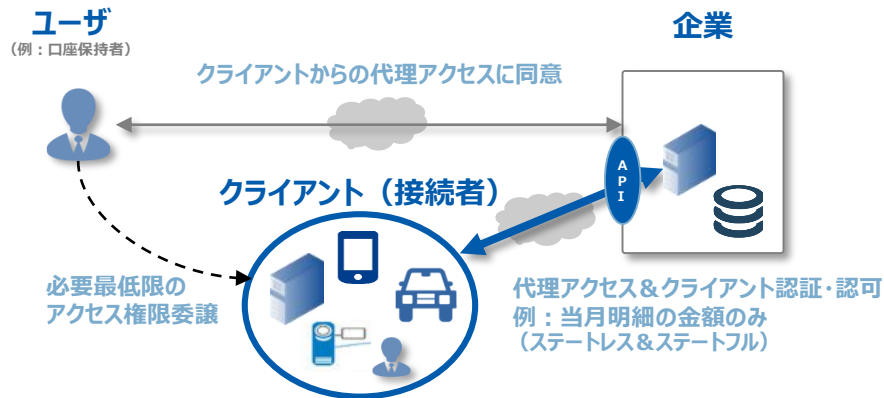 ユーザ
（例：口座保持者）
企業
クライアントからの代理アクセスに同意
API
クライアント（接続者）
必要最低限の
アクセス権限委譲
代理アクセス＆クライアント認証・認可
例：当月明細の金額のみ
（ステートレス＆ステートフル）